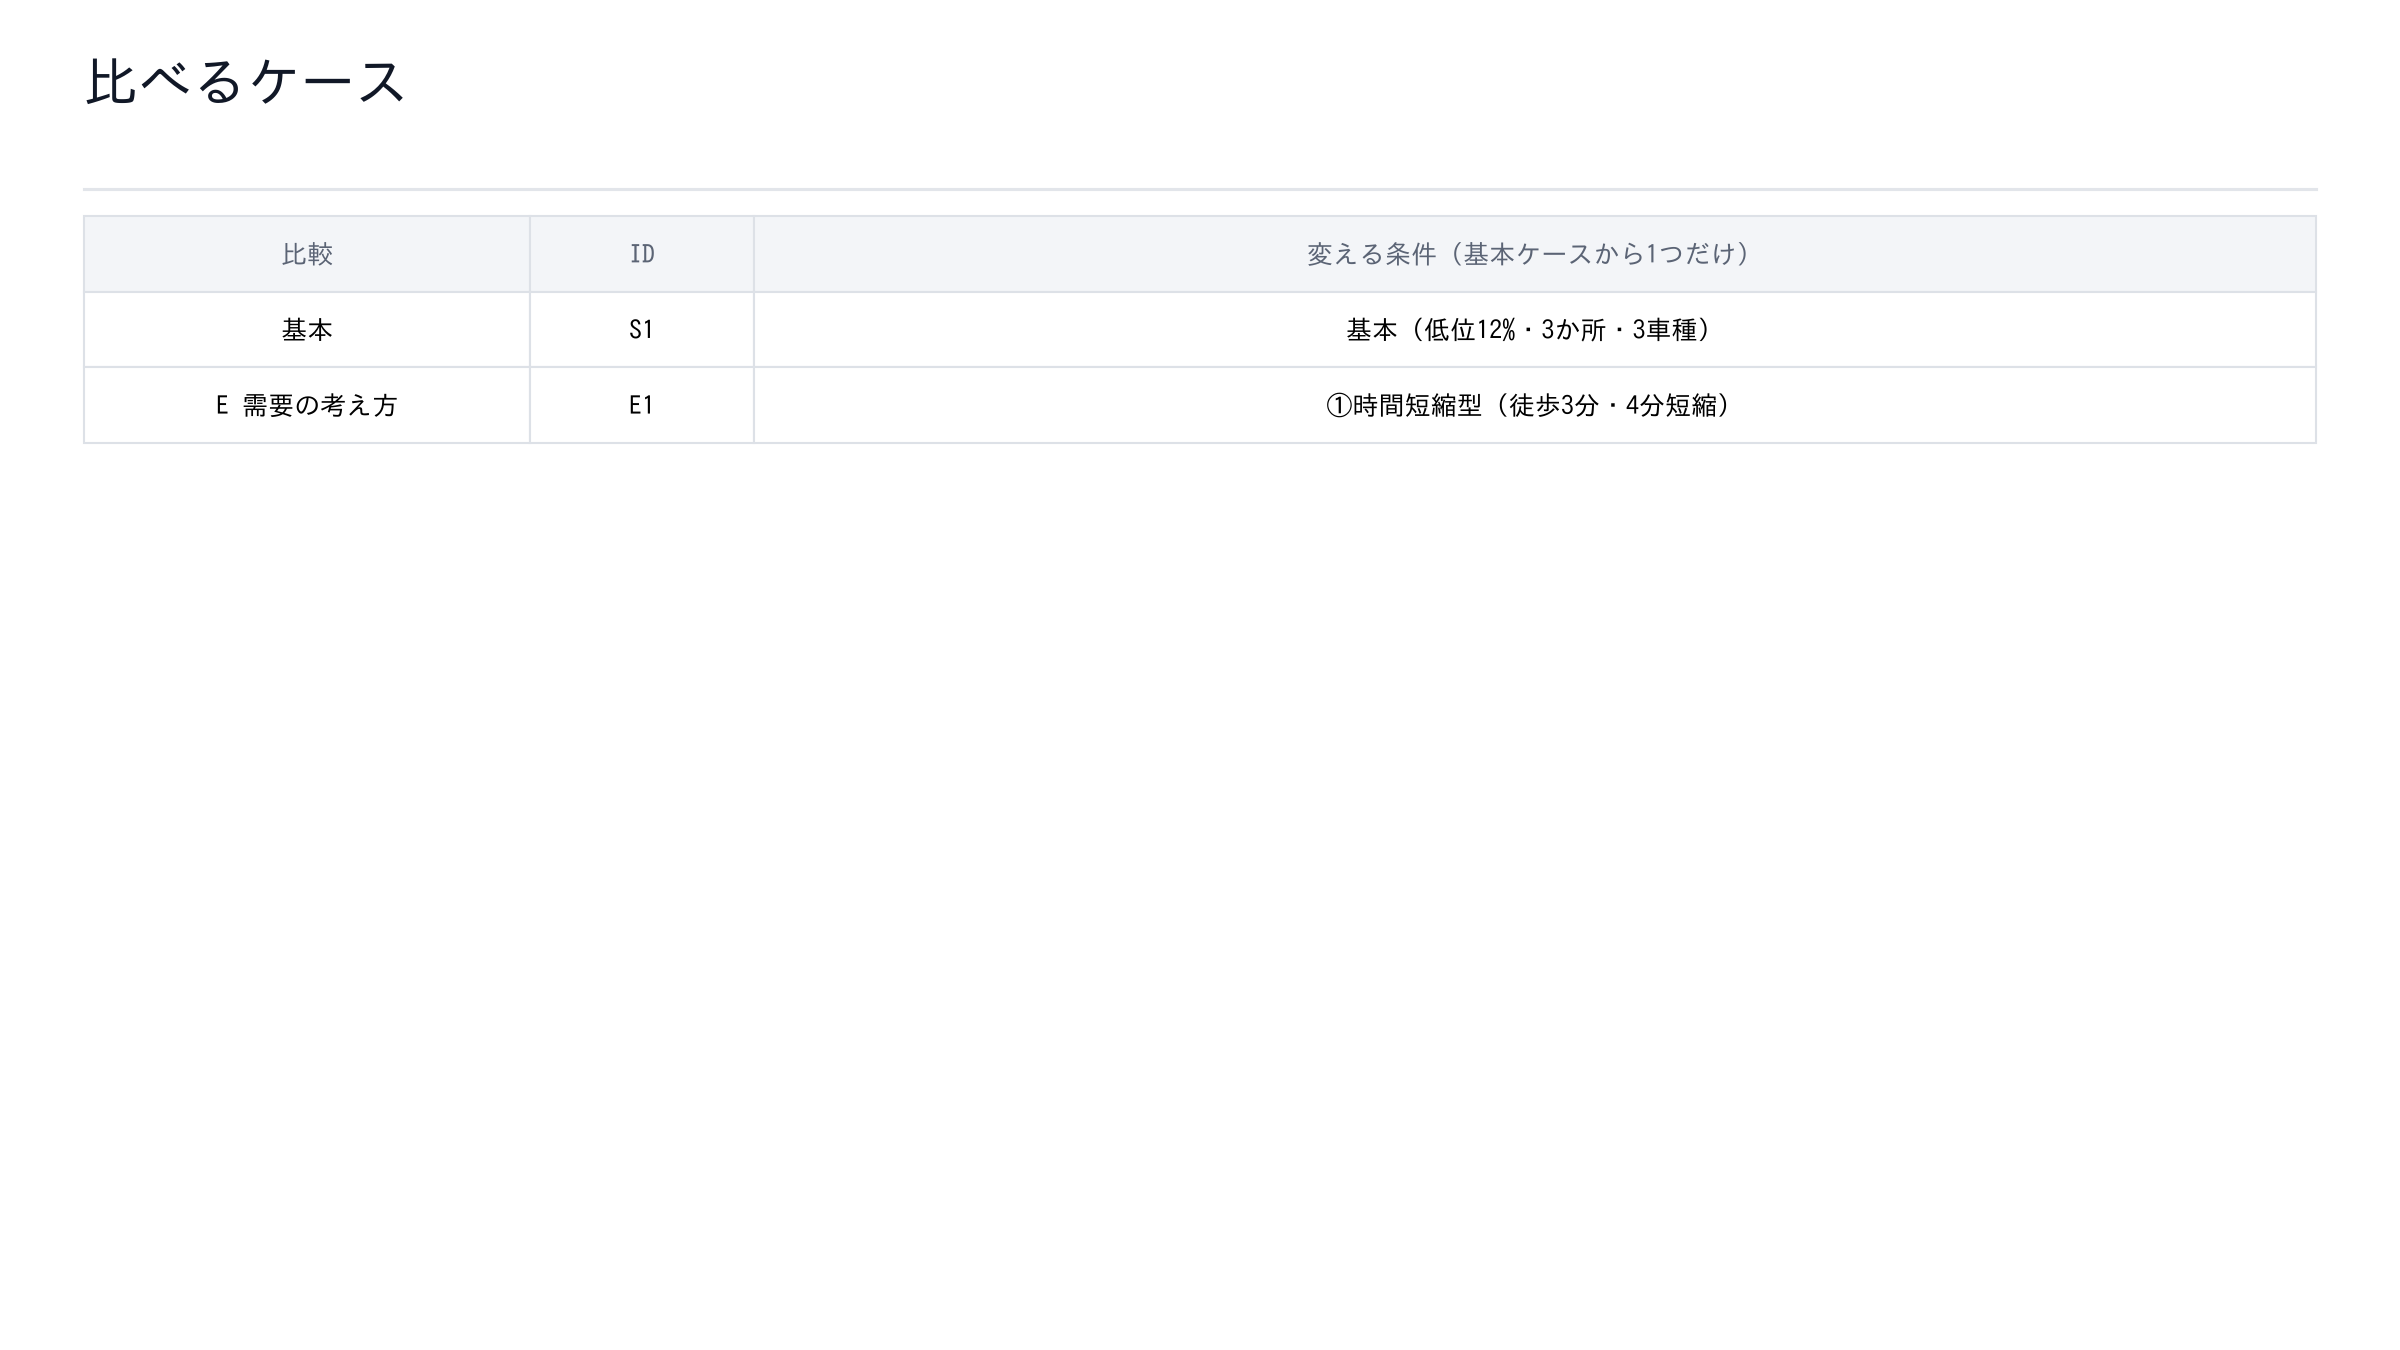 比べるケース
比較 ID 変える条件（基本ケースから1つだけ）
基本 S1 基本（低位12%・3か所・3車種）
E 需要の考え方 E1 ①時間短縮型（徒歩3分・4分短縮）